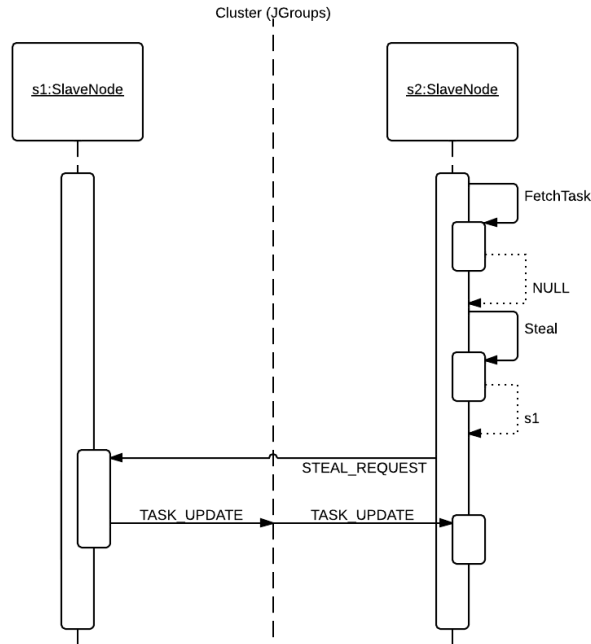 Cluster (JGroups)
s1:SlaveNode
s2:SlaveNode
FetchTask
NULL
Steal
s1
STEAL_REQUEST
TASK_UPDATE
TASK_UPDATE